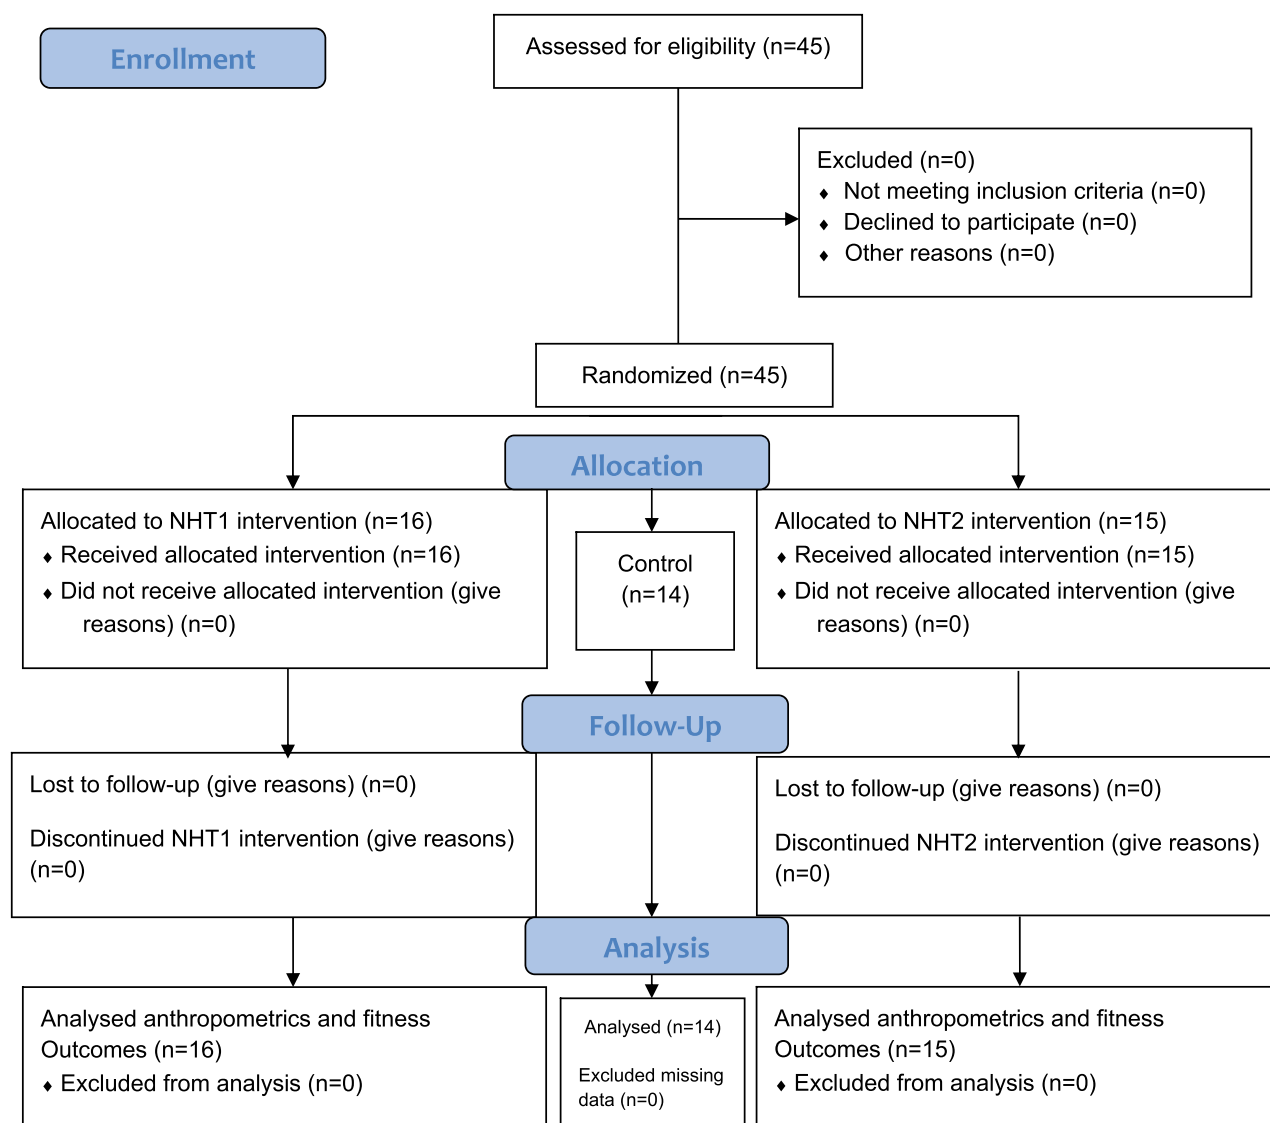 Enrollment
Assessed for eligibility (n=45)
Excluded (n=0)
♦ Not meeting inclusion criteria (n=0)
♦ Declined to participate (n=0)
♦ Other reasons (n=0)
Randomized (n=45)
Allocation
Allocated to NHT1 intervention (n=16)
♦ Received allocated intervention (n=16)
♦ Did not receive allocated intervention (give
reasons) (n=0)
Control
(n=14)
Allocated to NHT2 intervention (n=15)
♦ Received allocated intervention (n=15)
♦ Did not receive allocated intervention (give
reasons) (n=0)
Follow-Up
Lost to follow-up (give reasons) (n=0)
Discontinued NHT1 intervention (give reasons)
(n=0)
Lost to follow-up (give reasons) (n=0)
Discontinued NHT2 intervention (give reasons)
(n=0)
Analysis
Analysed anthropometrics and fitness
Outcomes (n=16)
♦ Excluded from analysis (n=0)
Analysed (n=14)
Excluded missing
data (n=0)
Analysed anthropometrics and fitness
Outcomes (n=15)
♦ Excluded from analysis (n=0)